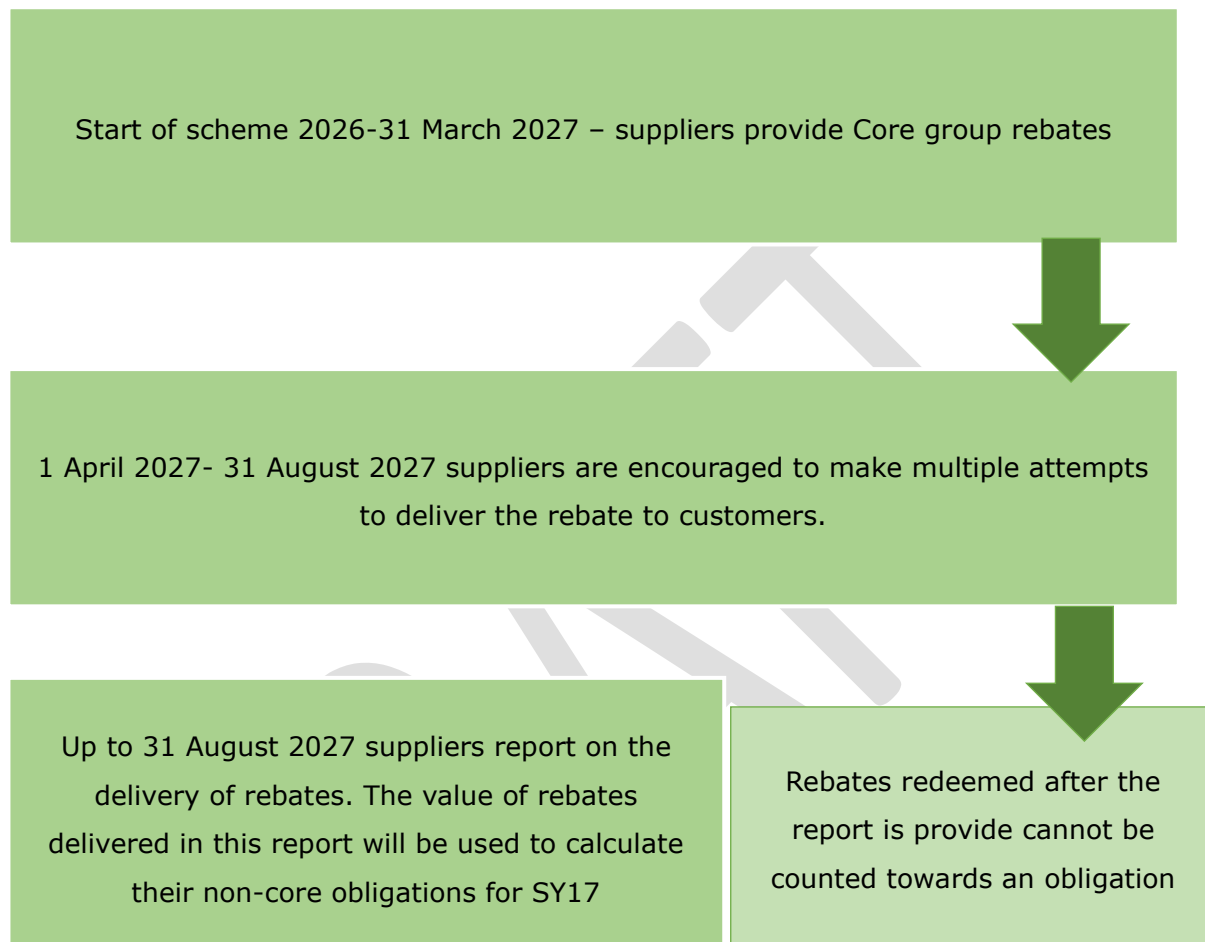 Start of scheme 2026-31 March 2027 – suppliers provide Core group rebates
1 April 2027- 31 August 2027 suppliers are encouraged to make multiple attempts
to deliver the rebate to customers.
Up to 31 August 2027 suppliers report on the
delivery of rebates. The value of rebates
delivered in this report will be used to calculate
their non-core obligations for SY17
Rebates redeemed after the
report is provide cannot be
counted towards an obligation